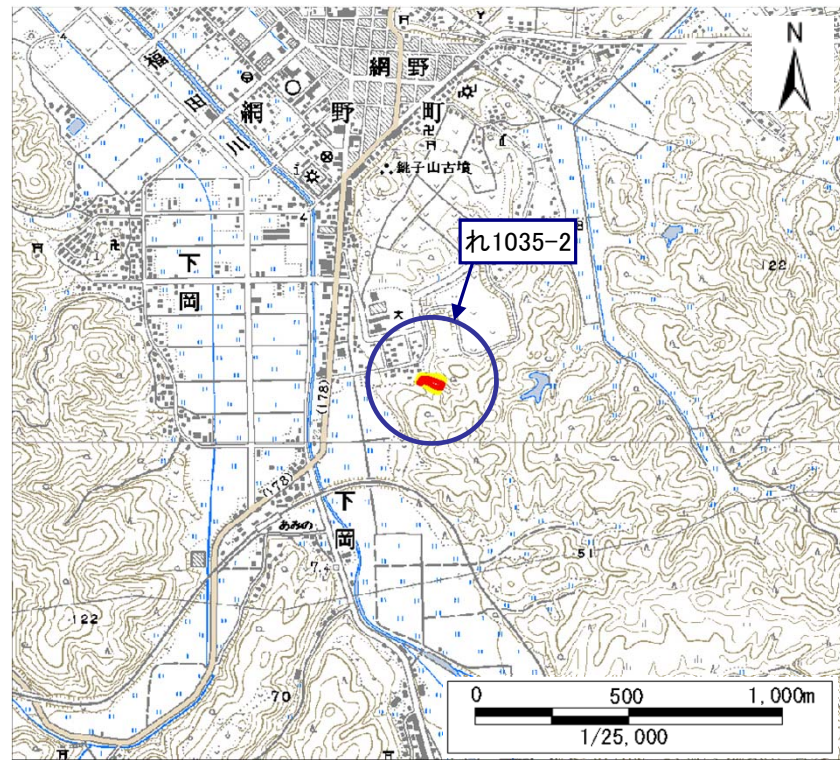 N
網野
福田川
網野町
銚子山古墳
れ1035-2
下岡
122
(178)
(178)
下岡
あみの
7.
51
122
70
0 500 1,000m
1/25,000